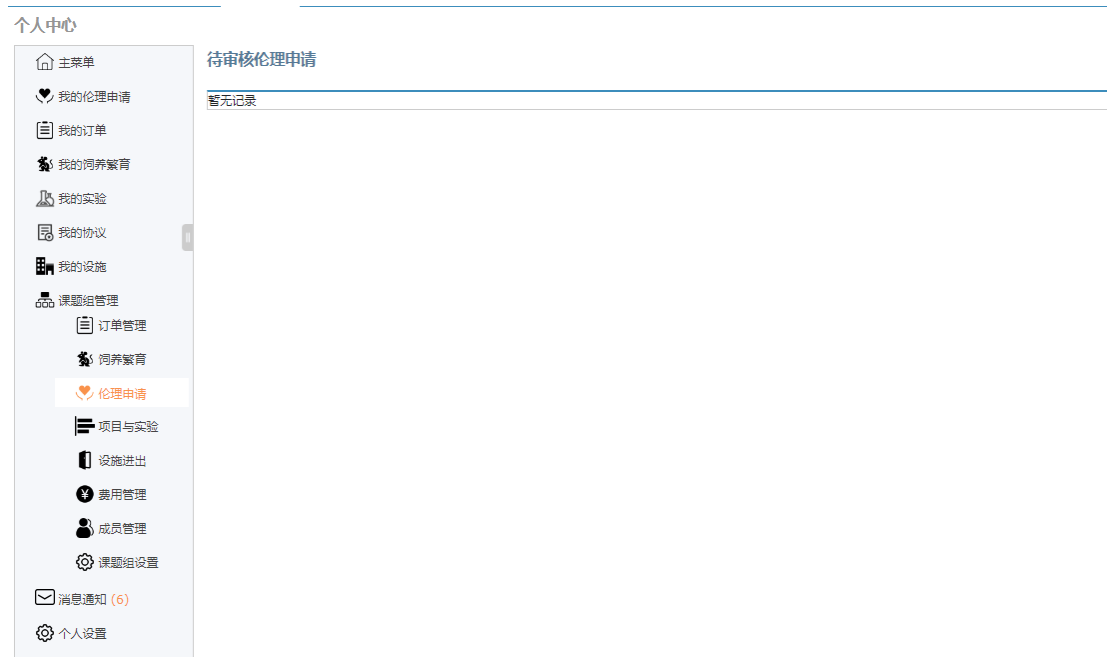 个人中心
主菜单
我的伦理申请
我的订单
我的饲养繁育
我的实验
我的协议
我的设施
课题组管理
订单管理
饲养繁育
伦理申请
项目与实验
设施进出
费用管理
成员管理
课题组设置
消息通知 (6)
个人设置
待审核伦理申请
暂无记录